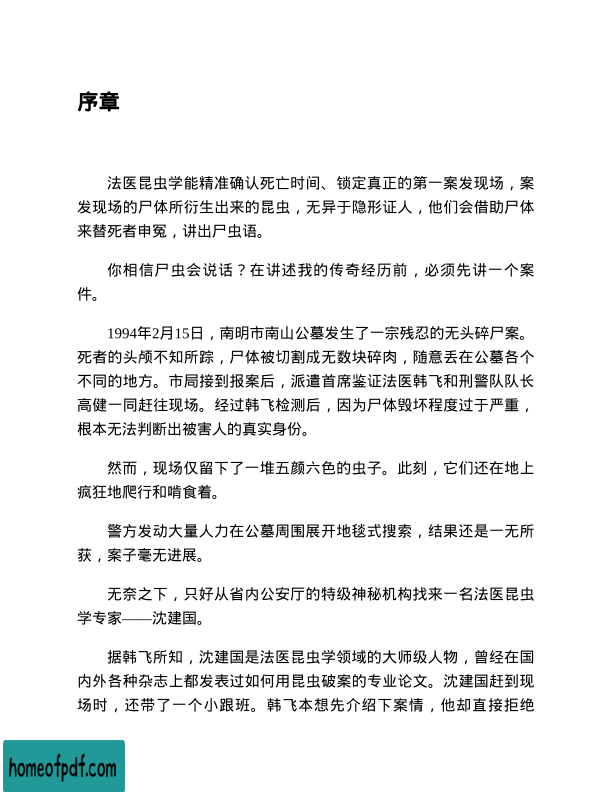 序章
法医昆虫学能精准确认死亡时间、锁定真正的第一案发现场，案
发现场的尸体所衍生出来的昆虫，无异于隐形证人，他们会借助尸体
来替死者申冤，讲出尸虫语。
你相信尸虫会说话？在讲述我的传奇经历前，必须先讲一个案
件。
1994年2月15日，南明市南山公墓发生了一宗残忍的无头碎尸案。
死者的头颅不知所踪，尸体被切割成无数块碎肉，随意丢在公墓各个
不同的地方。市局接到报案后，派遣首席鉴证法医韩飞和刑警队队长
高健一同赶往现场。经过韩飞检测后，因为尸体毁坏程度过于严重，
根本无法判断出被害人的真实身份。
然而，现场仅留下了一堆五颜六色的虫子。此刻，它们还在地上
疯狂地爬行和啃食着。
警方发动大量人力在公墓周围展开地毯式搜索，结果还是一无所
获，案子毫无进展。
无奈之下，只好从省内公安厅的特级神秘机构找来一名法医昆虫
学专家——沈建国。
据韩飞所知，沈建国是法医昆虫学领域的大师级人物，曾经在国
内外各种杂志上都发表过如何用昆虫破案的专业论文。沈建国赶到现
场时，还带了一个小跟班。韩飞本想先介绍下案情，他却直接拒绝
homeofpdf.com